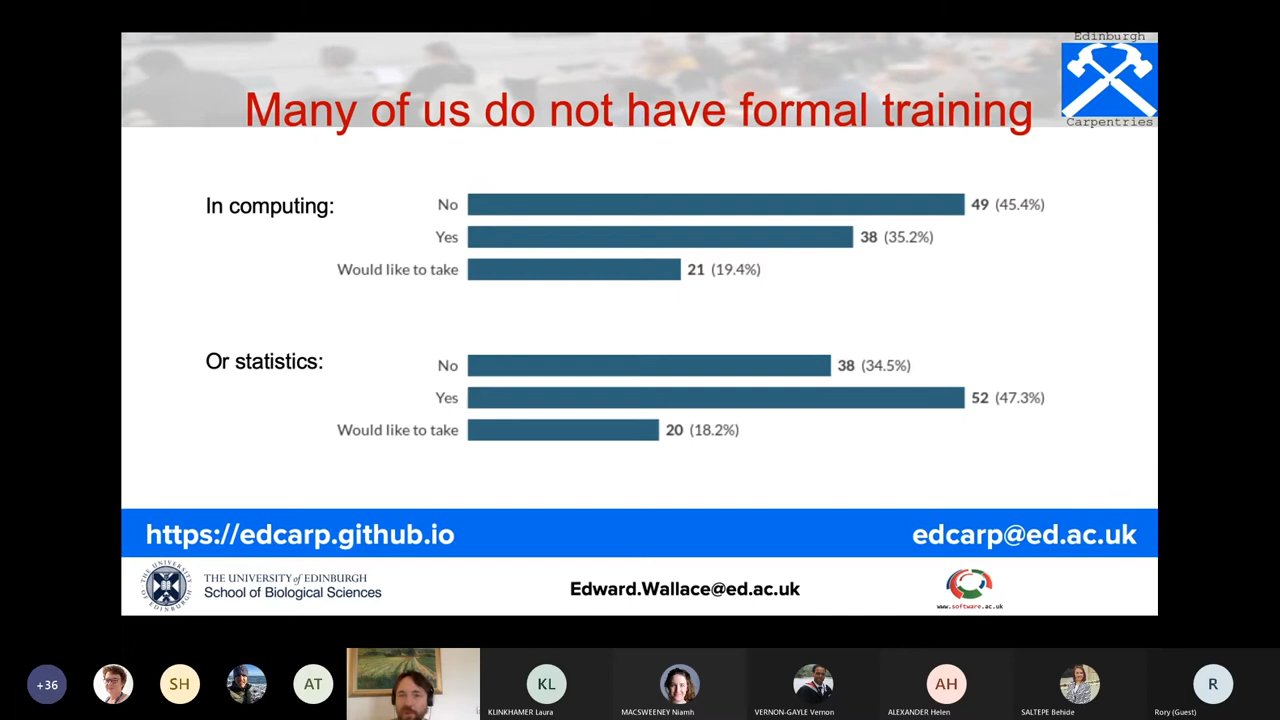 Edinburgh
Many of us do not have formal training
Carpentries
In computing:
No 49 (45.4%)
Yes 38 (35.2%)
Would like to take 21 (19.4%)
Or statistics:
No 38 (34.5%)
Yes 52 (47.3%)
Would like to take 20 (18.2%)
https://edcarp.github.io edcarp@ed.ac.uk
THE UNIVERSITY of EDINBURGH
School of Biological Sciences
Edward.Wallace@ed.ac.uk
www.software.ac.uk
+36 SH AT KL AH R
KLINKHAMER Laura MACSWEENEY Niamh VERNON-GAYLE Vernon ALEXANDER Helen SALTEPE Behide Rory (Guest)